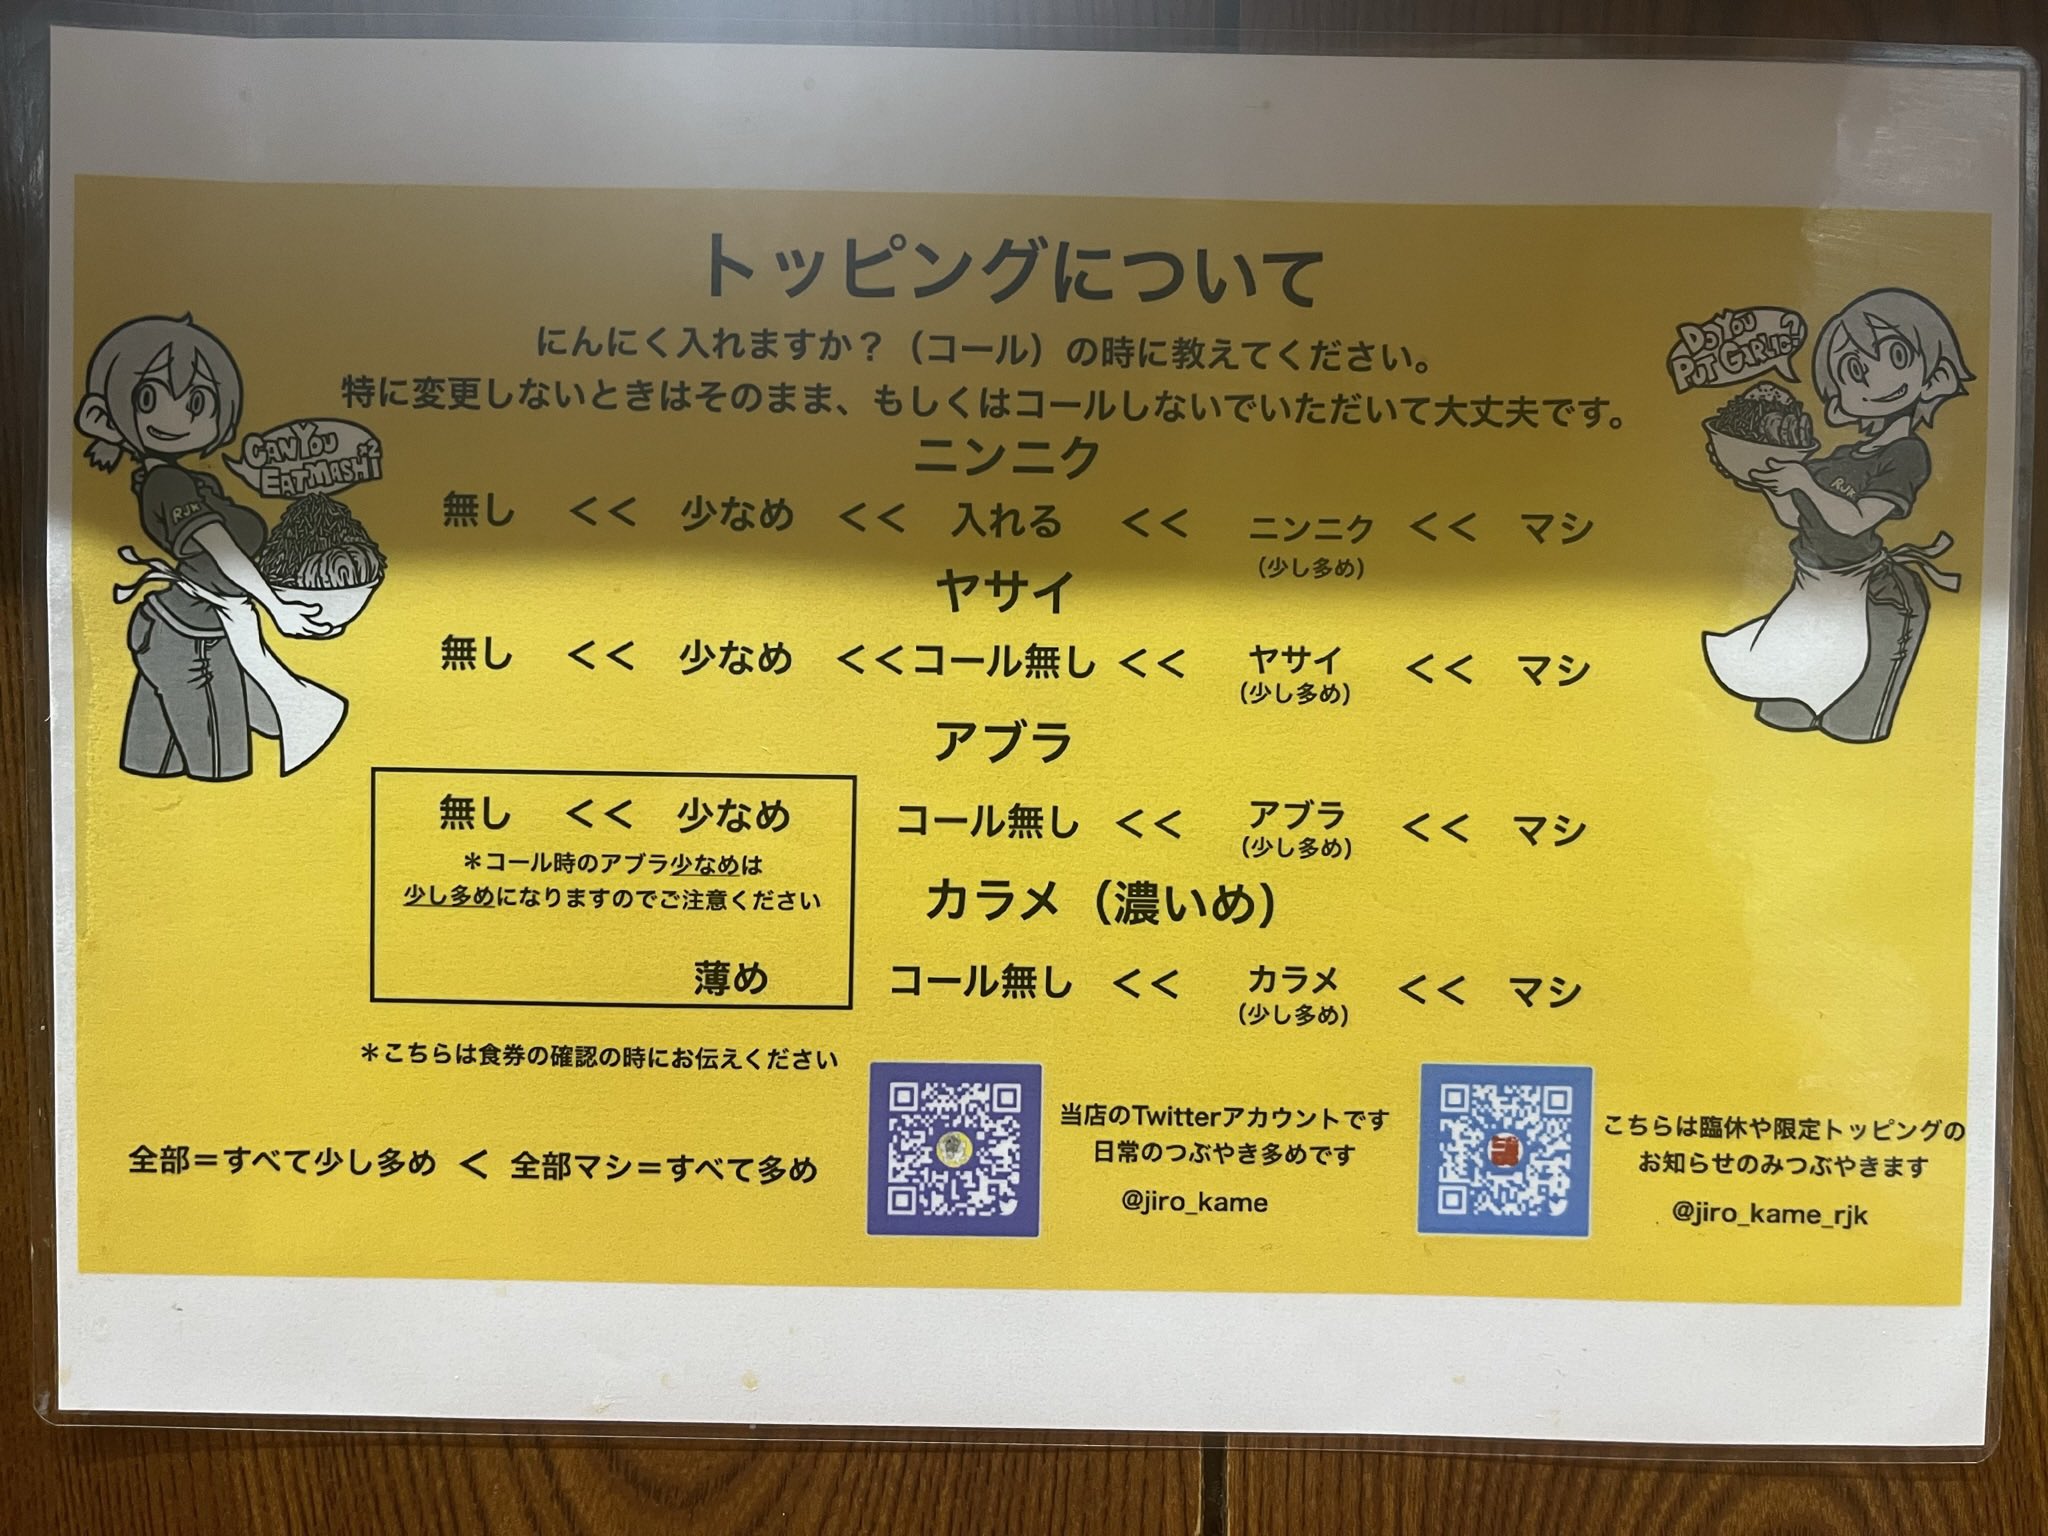 トッピングについて
にんにく入れますか？（コール）の時に教えてください。
特に変更しないときはそのまま、もしくはコールしないでいただいて大丈夫です。
CAN YOU EAT MASHI x2
DO YOU PUT GARLIC?
RJK
RJK
ニンニク
無し << 少なめ << 入れる << ニンニク << マシ
(少し多め)
ヤサイ
無し << 少なめ <<コール無し << ヤサイ << マシ
(少し多め)
アブラ
無し << 少なめ コール無し << アブラ << マシ
(少し多め)
＊コール時のアブラ少なめは
少し多めになりますのでご注意ください
カラメ（濃いめ)
薄め コール無し << カラメ << マシ
(少し多め)
＊こちらは食券の確認の時にお伝えください
全部＝すべて少し多め < 全部マシ＝すべて多め
当店のTwitterアカウントです
日常のつぶやき多めです
@jiro_kame
こちらは臨休や限定トッピングの
お知らせのみつぶやきます
@jiro_kame_rjk